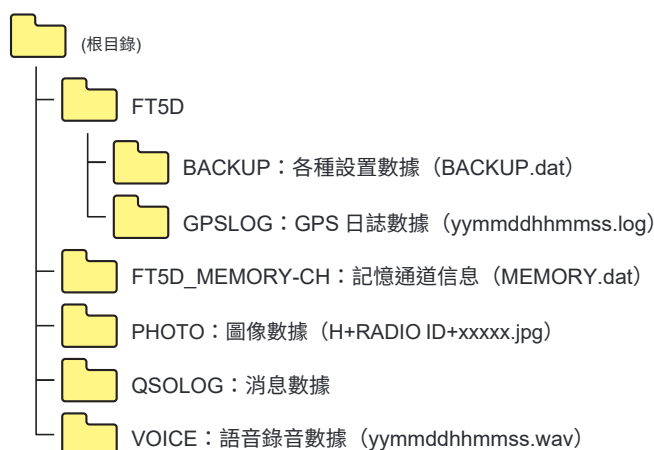 (根目錄)
FT5D
BACKUP：各種設置數據（BACKUP.dat）
GPSLOG：GPS 日誌數據（yymmddhhmmss.log）
FT5D_MEMORY-CH：記憶通道信息（MEMORY.dat）
PHOTO：圖像數據（H+RADIO ID+xxxxx.jpg）
QSOLOG：消息數據
VOICE：語音錄音數據（yymmddhhmmss.wav）